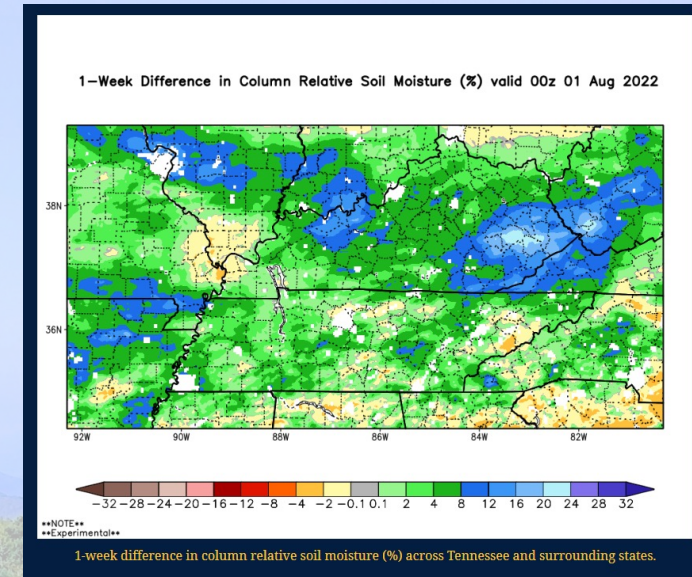 1-Week Difference in Column Relative Soil Moisture (%) valid 00z 01 Aug 2022
38N
36N
92W 90W 88W 86W 84W 82W
-32 -28 -24 -20 -16 -12 -8 -4 -2 -0.1 0.1 2 4 8 12 16 20 24 28 32
**NOTE**
**Experimental**
1-week difference in column relative soil moisture (%) across Tennessee and surrounding states.